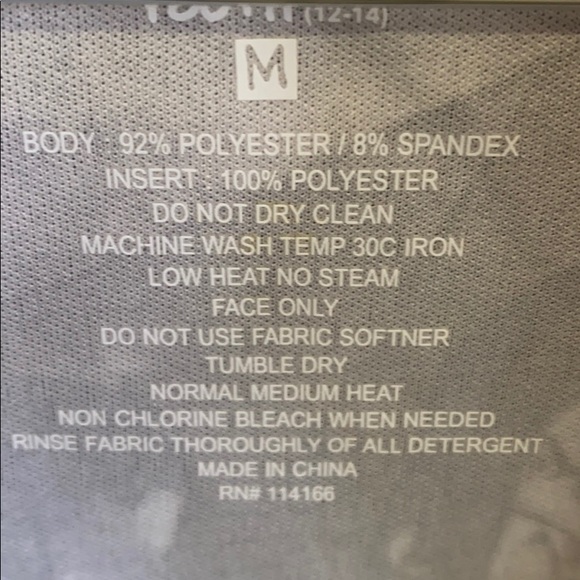 (12-14)
M
BODY : 92% POLYESTER / 8% SPANDEX
INSERT : 100% POLYESTER
DO NOT DRY CLEAN
MACHINE WASH TEMP 30C IRON
LOW HEAT NO STEAM
FACE ONLY
DO NOT USE FABRIC SOFTNER
TUMBLE DRY
NORMAL MEDIUM HEAT
NON CHLORINE BLEACH WHEN NEEDED
RINSE FABRIC THOROUGHLY OF ALL DETERGENT
MADE IN CHINA
RN# 114166